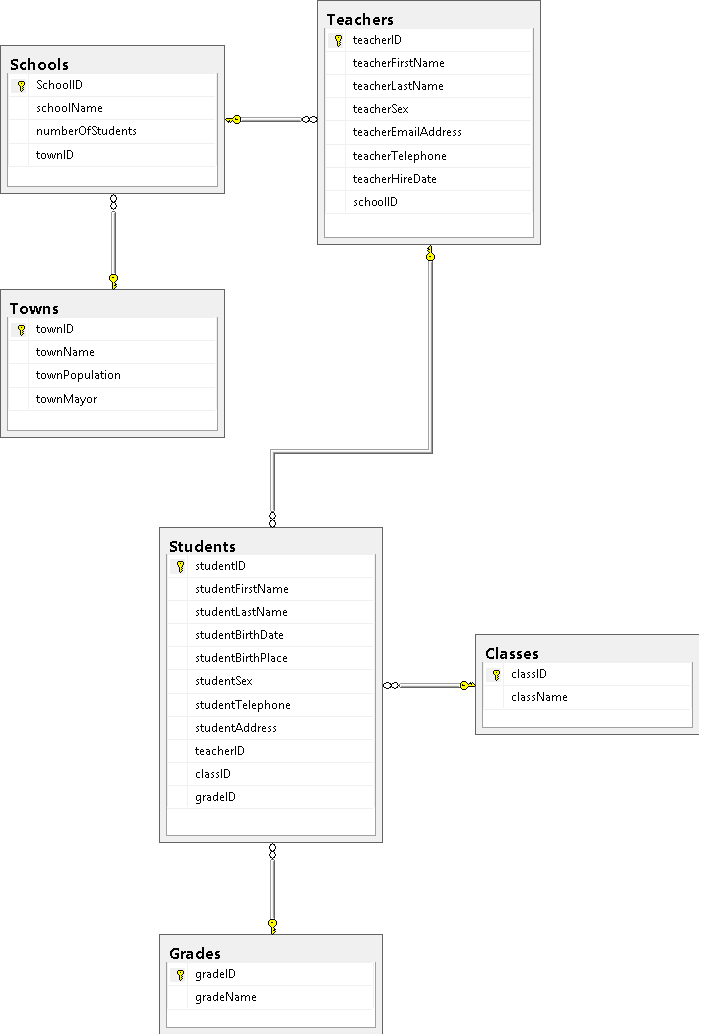 Teachers
teacherID
teacherFirstName
teacherLastName
teacherSex
teacherEmailAddress
teacherTelephone
teacherHireDate
schoolID
Schools
SchoolID
schoolName
numberOfStudents
townID
Towns
townID
townName
townPopulation
townMayor
Students
studentID
studentFirstName
studentLastName
studentBirthDate
studentBirthPlace
studentSex
studentTelephone
studentAddress
teacherID
classID
gradeID
Classes
classID
className
Grades
gradeID
gradeName